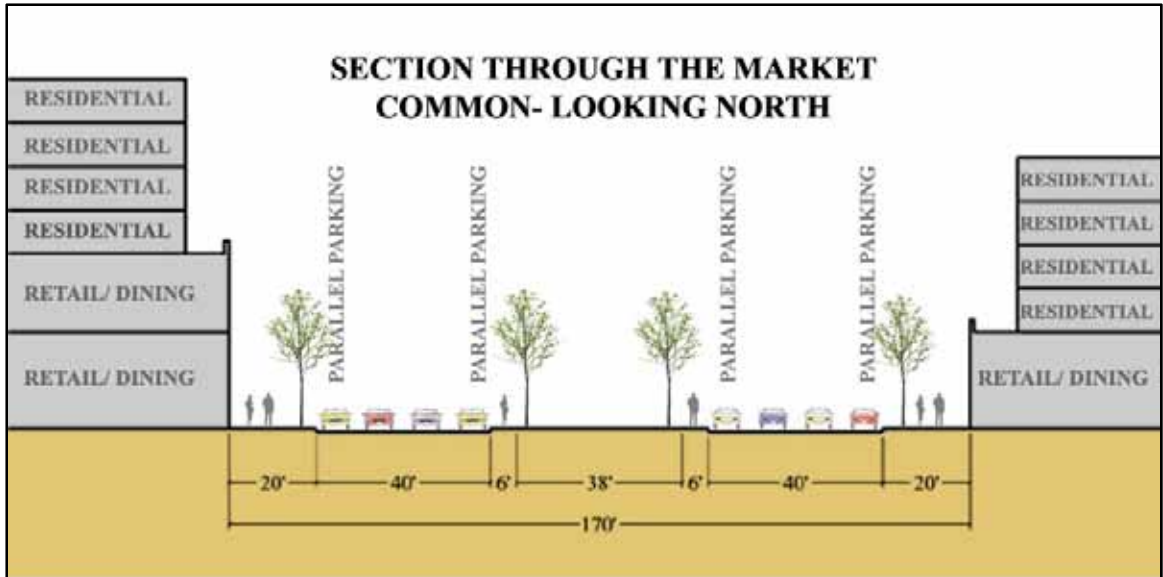 SECTION THROUGH THE MARKET
COMMON- LOOKING NORTH
RESIDENTIAL
RESIDENTIAL
RESIDENTIAL
RESIDENTIAL
RETAIL/ DINING
RETAIL/ DINING
PARALLEL PARKING
PARALLEL PARKING
PARALLEL PARKING
PARALLEL PARKING
RESIDENTIAL
RESIDENTIAL
RESIDENTIAL
RESIDENTIAL
RETAIL/ DINING
20' 40' 6' 38' 6' 40' 20'
170'